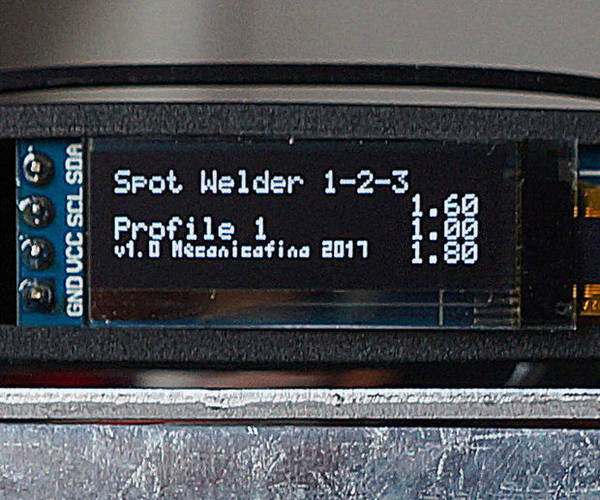 Spot Welder 1-2-3
1.60
Profile 1 1.00
v1.0 Mecanicafina 2017 1.80
SDA
SCL
VCC
GND